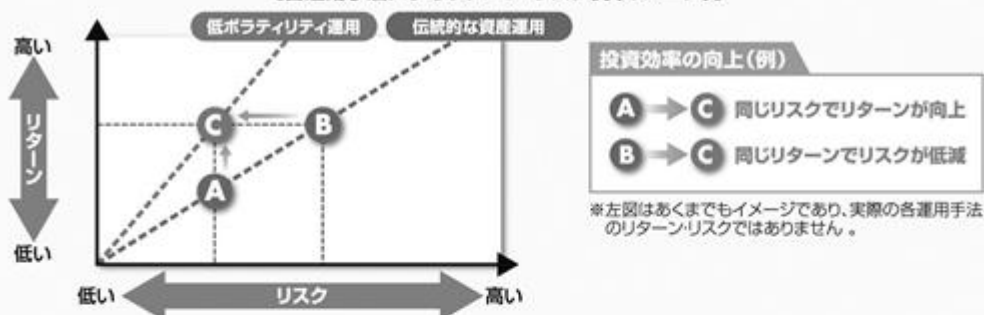 低ボラティリティ運用
伝統的な資産運用
高い
リターン
低い
C
B
A
低い
リスク
高い
投資効率の向上(例)
A C 同じリスクでリターンが向上
B C 同じリターンでリスクが低減
※左図はあくまでもイメージであり、実際の各運用手法
のリターン・リスクではありません。